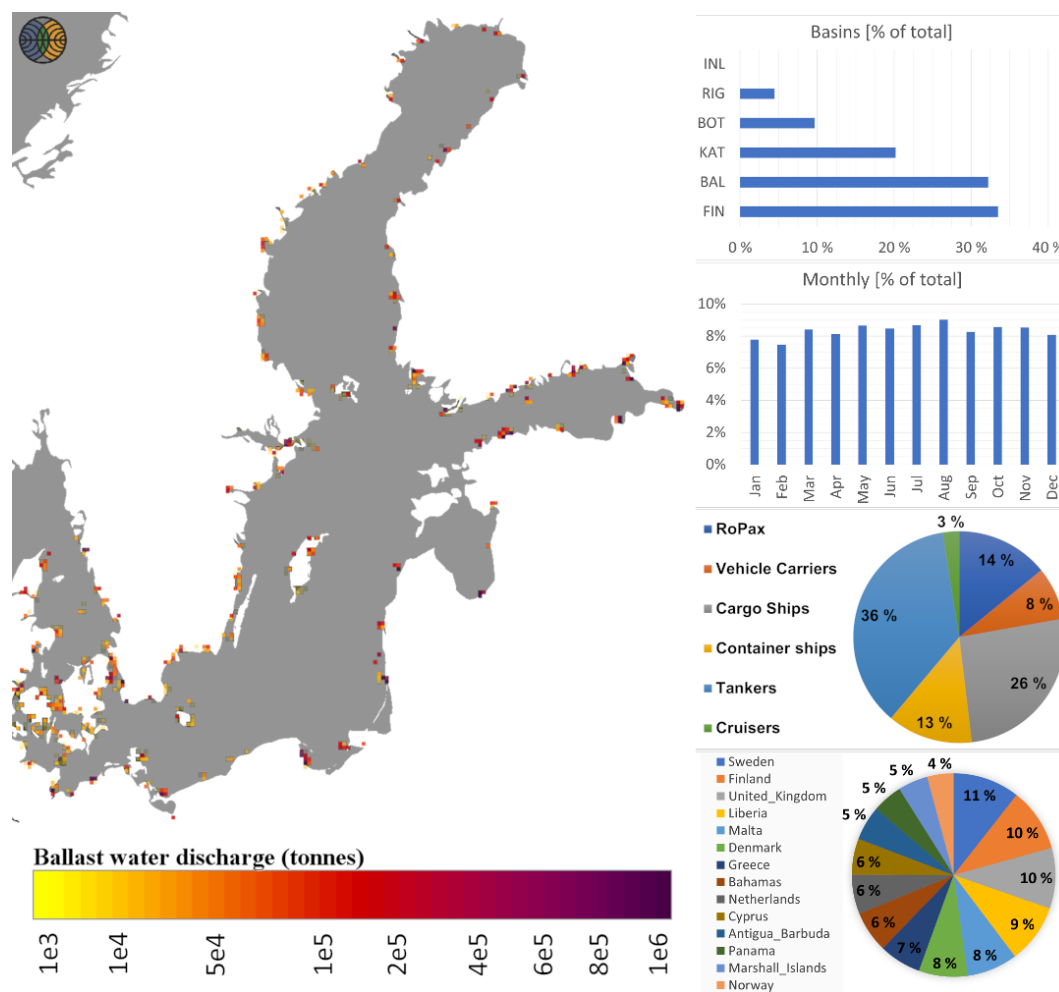 Basins [% of total]
INL
RIG
BOT
KAT
BAL
FIN
0 %
10 %
20 %
30 %
40 %
Monthly [% of total]
10%
8%
6%
4%
2%
0%
Jan
Feb
Mar
Apr
May
Jun
Jul
Aug
Sep
Oct
Nov
Dec
RoPax
Vehicle Carriers
Cargo Ships
Container ships
Tankers
Cruisers
3 %
14 %
8 %
26 %
13 %
36 %
Sweden
Finland
United_Kingdom
Liberia
Malta
Denmark
Greece
Bahamas
Netherlands
Cyprus
Antigua_Barbuda
Panama
Marshall_Islands
Norway
11 %
10 %
10 %
9 %
8 %
8 %
7 %
6 %
6 %
6 %
5 %
5 %
5 %
4 %
Ballast water discharge (tonnes)
1e3
1e4
5e4
1e5
2e5
4e5
6e5
8e5
1e6